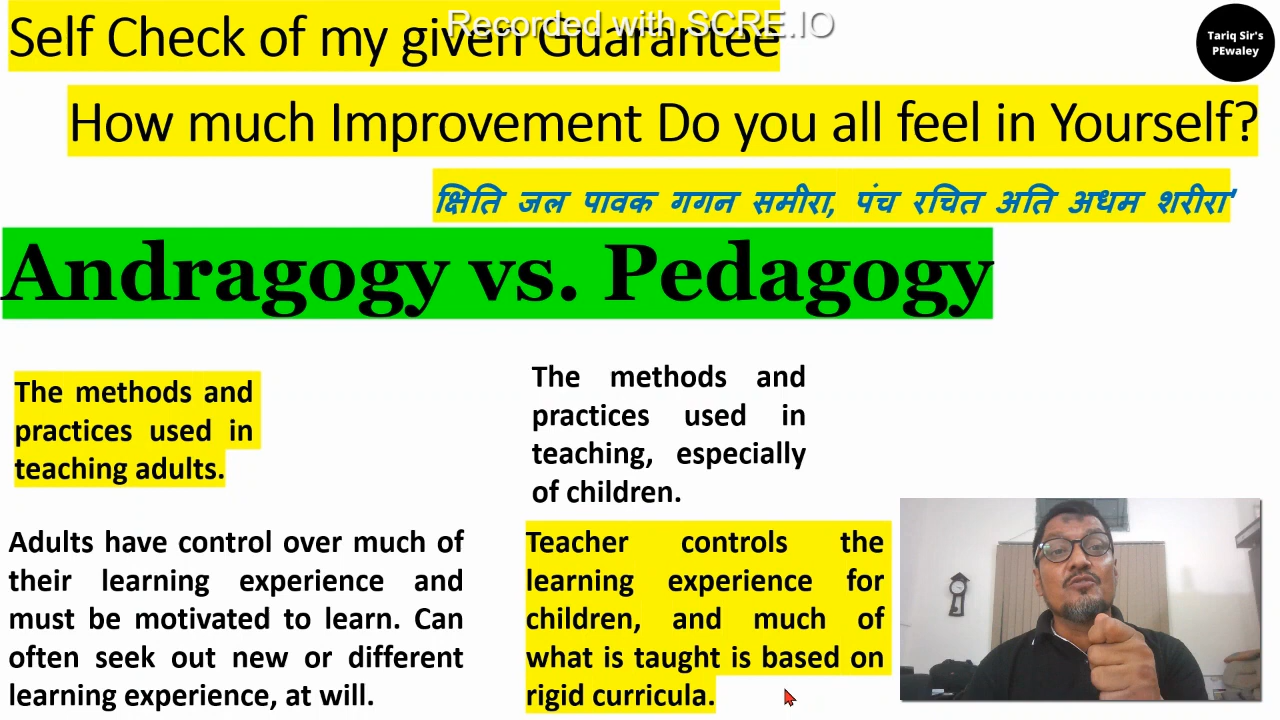 Recorded with SCRE.IO
Self Check of my given Guarantee
Tariq Sir's
PEwaley
How much Improvement Do you all feel in Yourself?
क्षिति जल पावक गगन समीरा, पंच रचित अति अधम शरीरा'
Andragogy vs. Pedagogy
The methods and
practices used in
teaching adults.
The methods and
practices used in
teaching, especially
of children.
Adults have control over much of
their learning experience and
must be motivated to learn. Can
often seek out new or different
learning experience, at will.
Teacher controls the
learning experience for
children, and much of
what is taught is based on
rigid curricula.